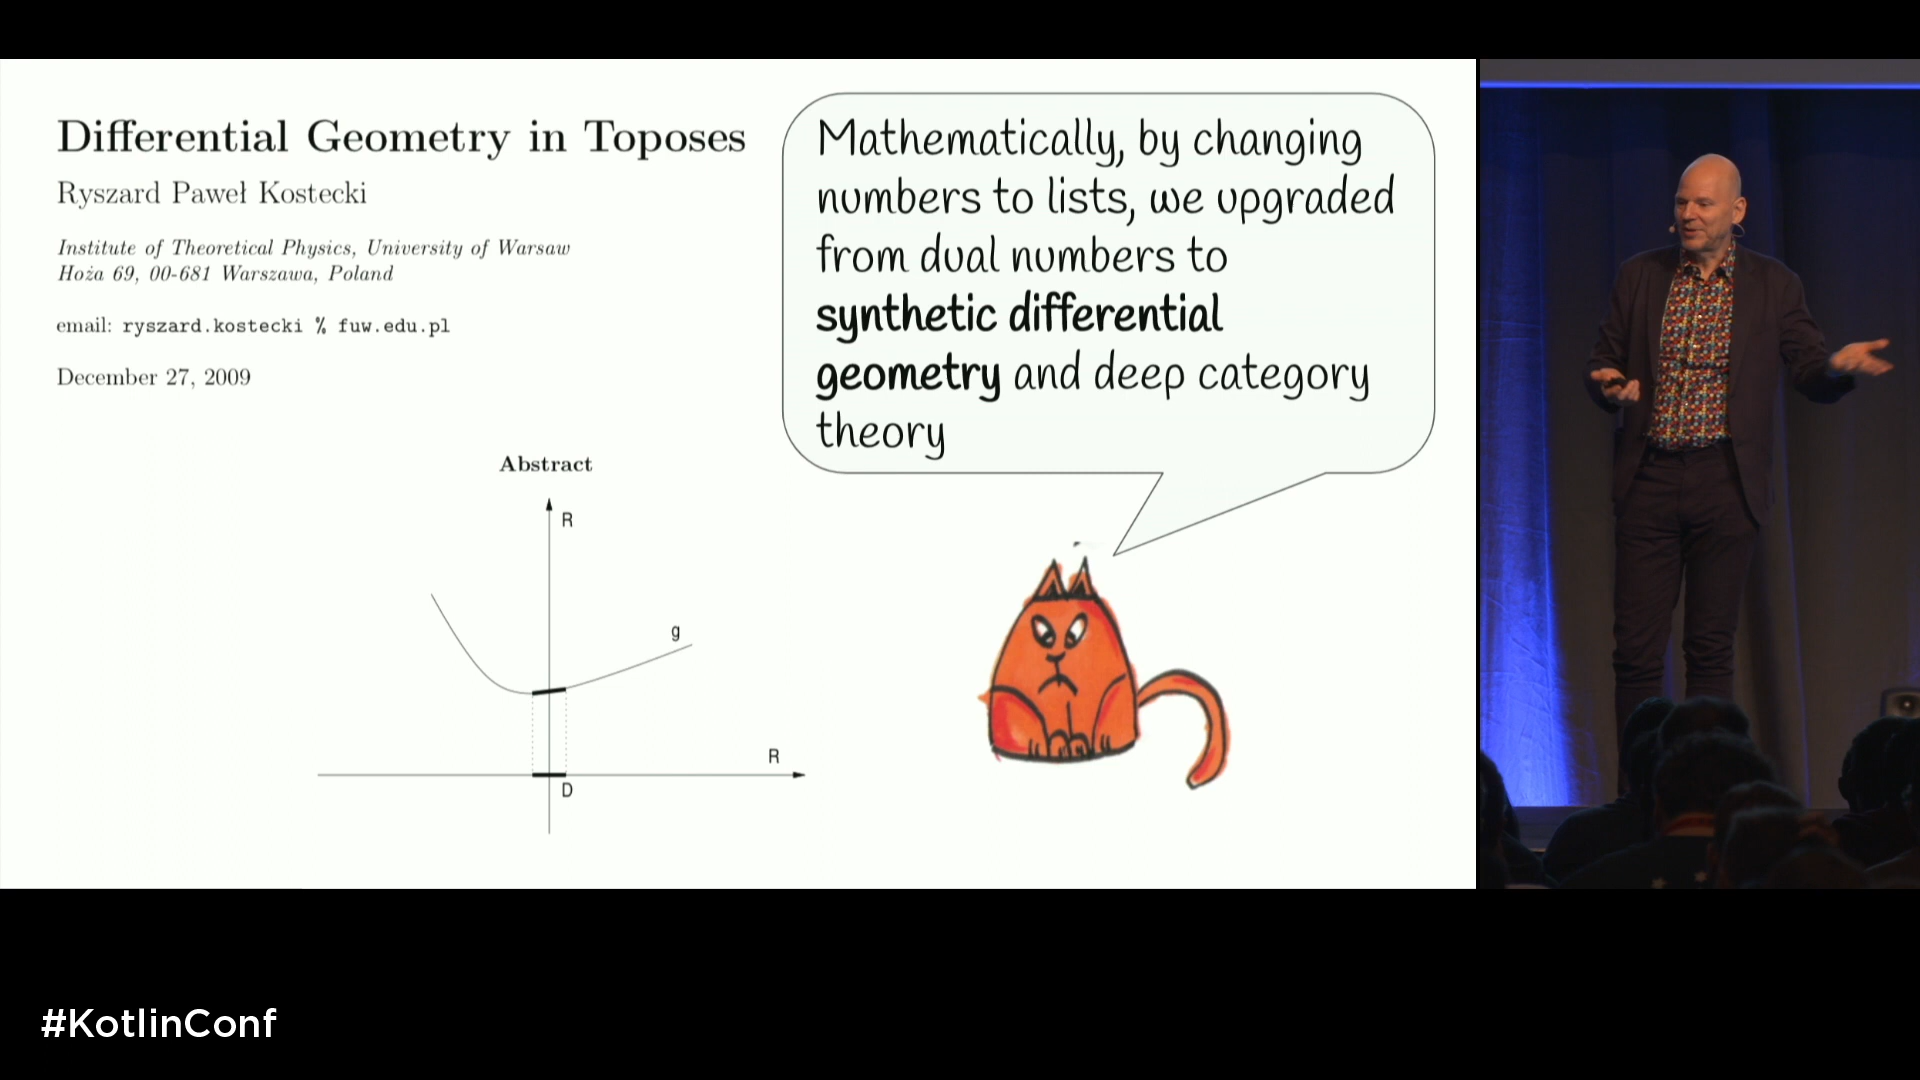 Differential Geometry in Toposes
Ryszard Paweł Kostecki
Institute of Theoretical Physics, University of Warsaw
Hoża 69, 00-681 Warszawa, Poland
email: ryszard.kostecki % fuw.edu.pl
December 27, 2009
Abstract
R
g
R
D
Mathematically, by changing
numbers to lists, we upgraded
from dual numbers to
synthetic differential
geometry and deep category
theory
#KotlinConf